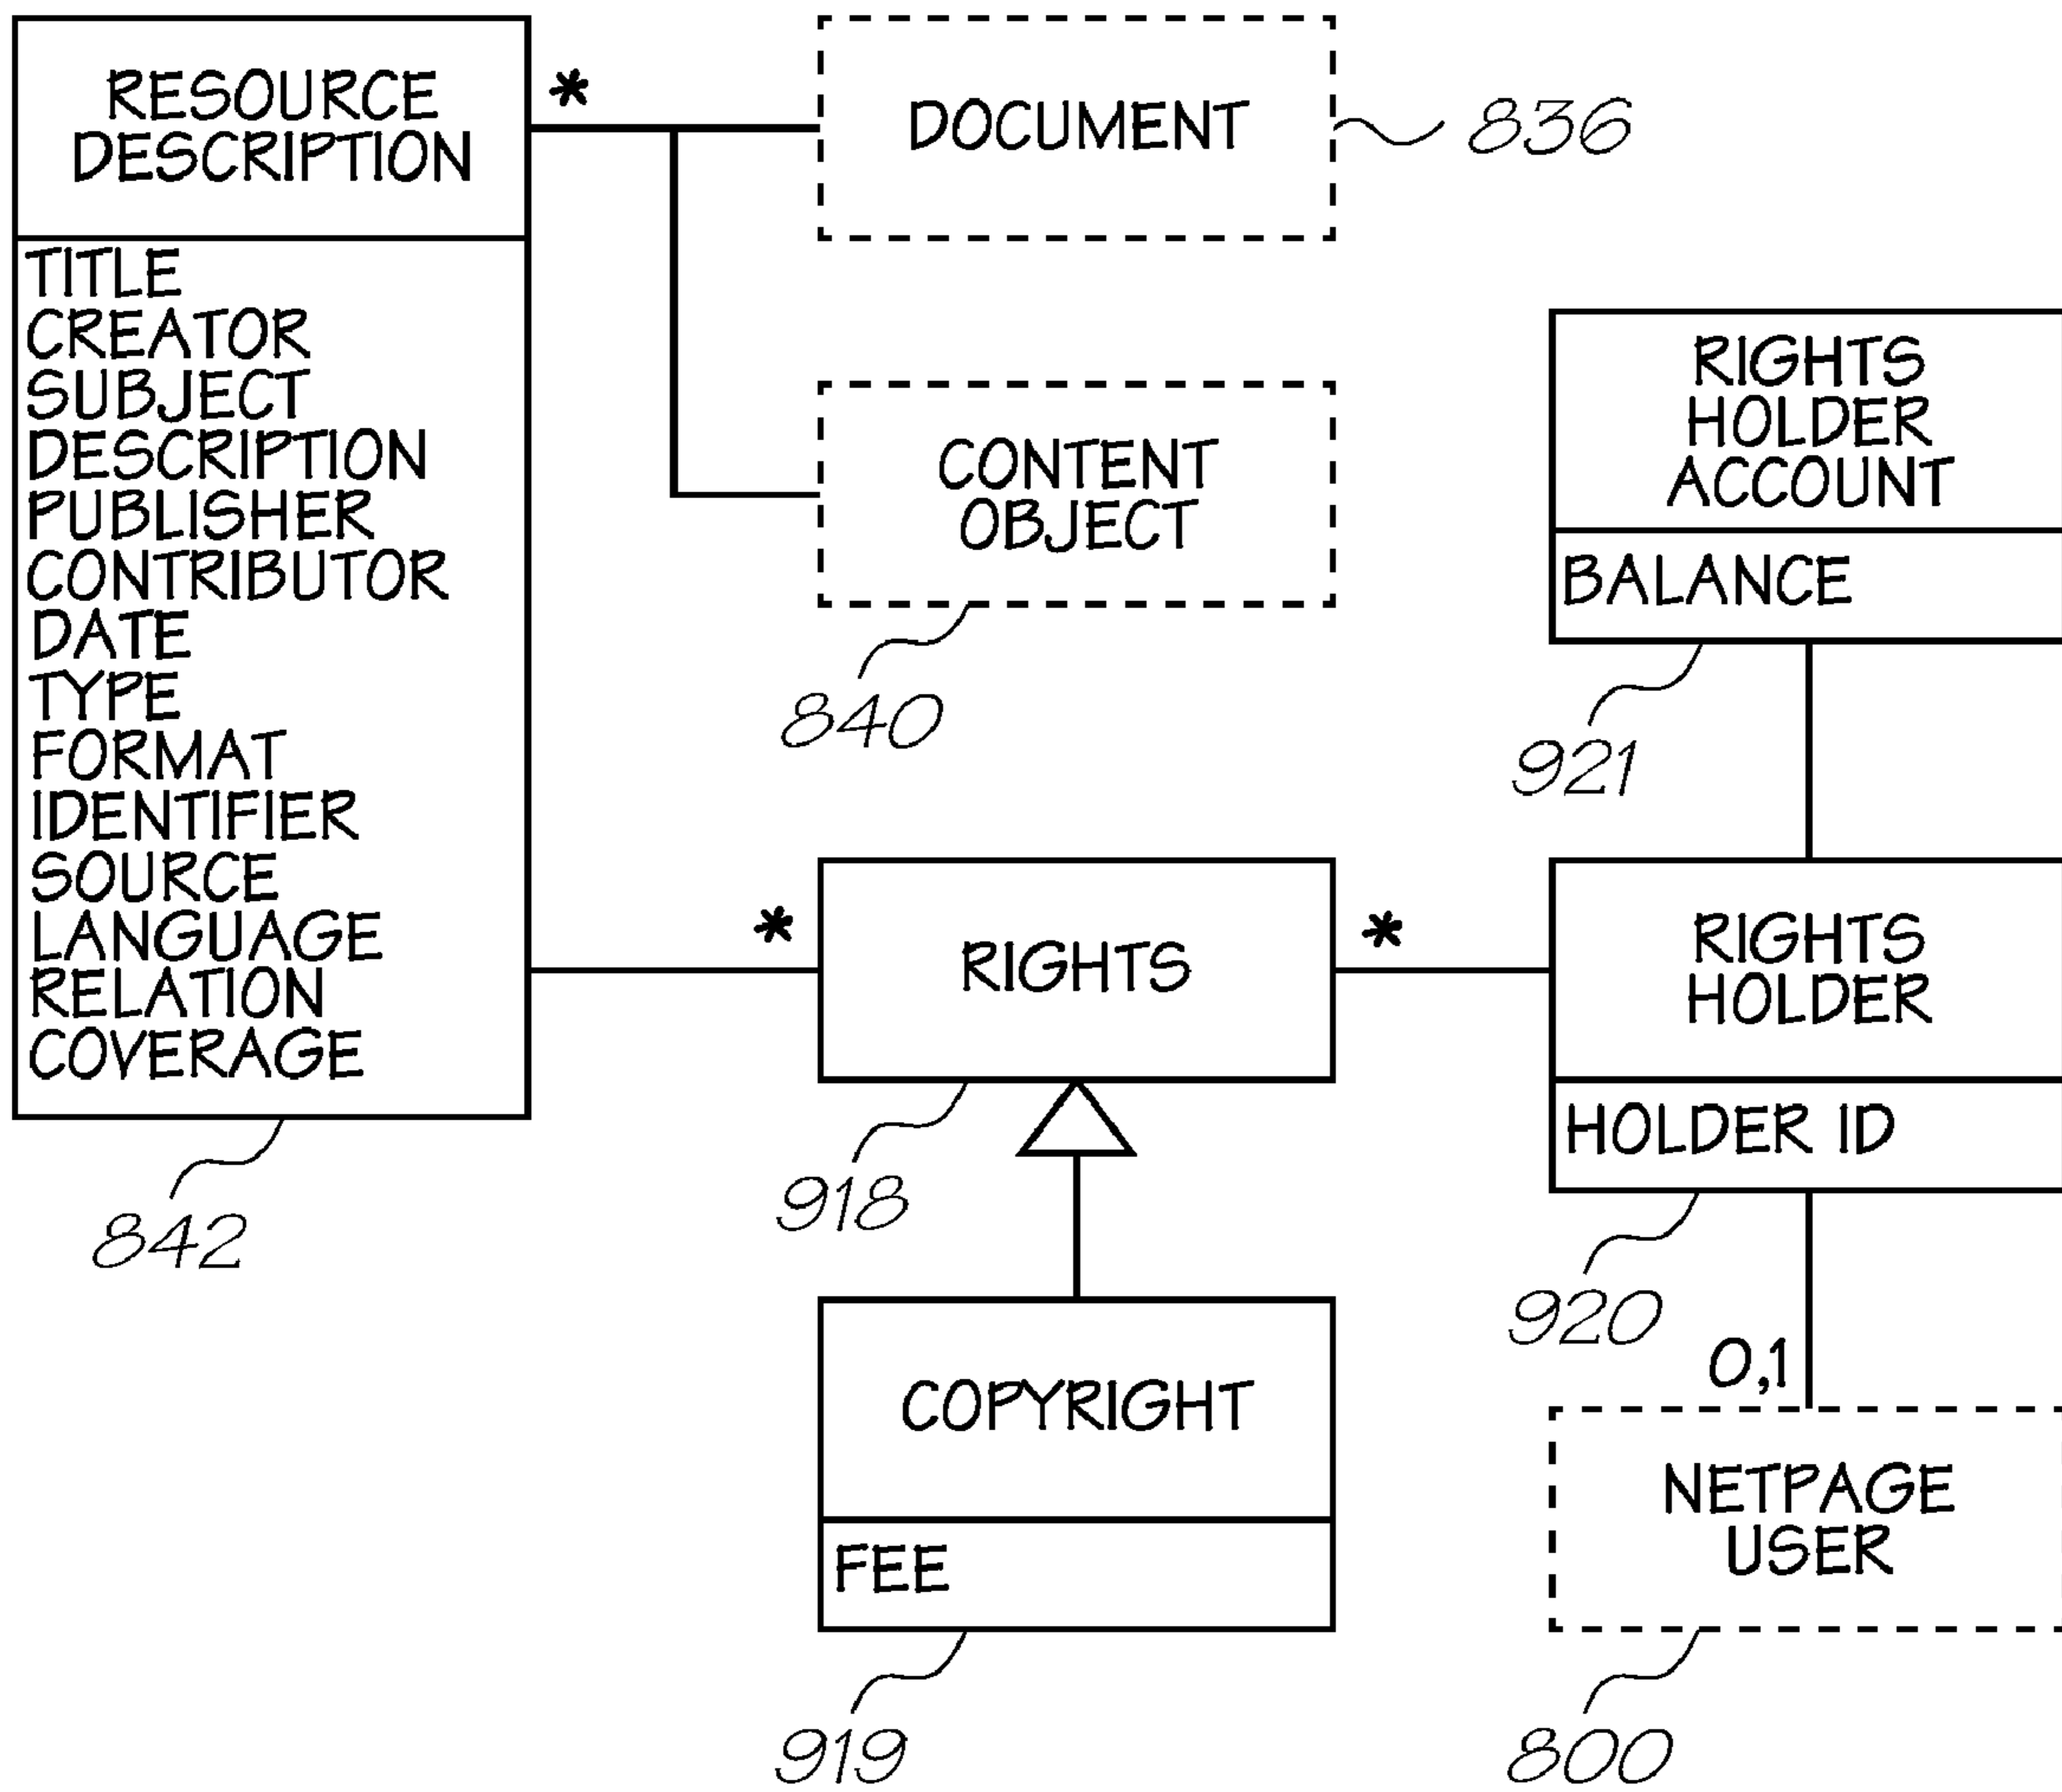 RESOURCE
DESCRIPTION
TITLE
CREATOR
SUBJECT
DESCRIPTION
PUBLISHER
CONTRIBUTOR
DATE
TYPE
FORMAT
IDENTIFIER
SOURCE
LANGUAGE
RELATION
COVERAGE
842
*
DOCUMENT
836
CONTENT
OBJECT
840
RIGHTS
HOLDER
ACCOUNT
BALANCE
921
*
RIGHTS
*
918
RIGHTS
HOLDER
HOLDER ID
920
0,1
COPYRIGHT
FEE
919
NETPAGE
USER
800